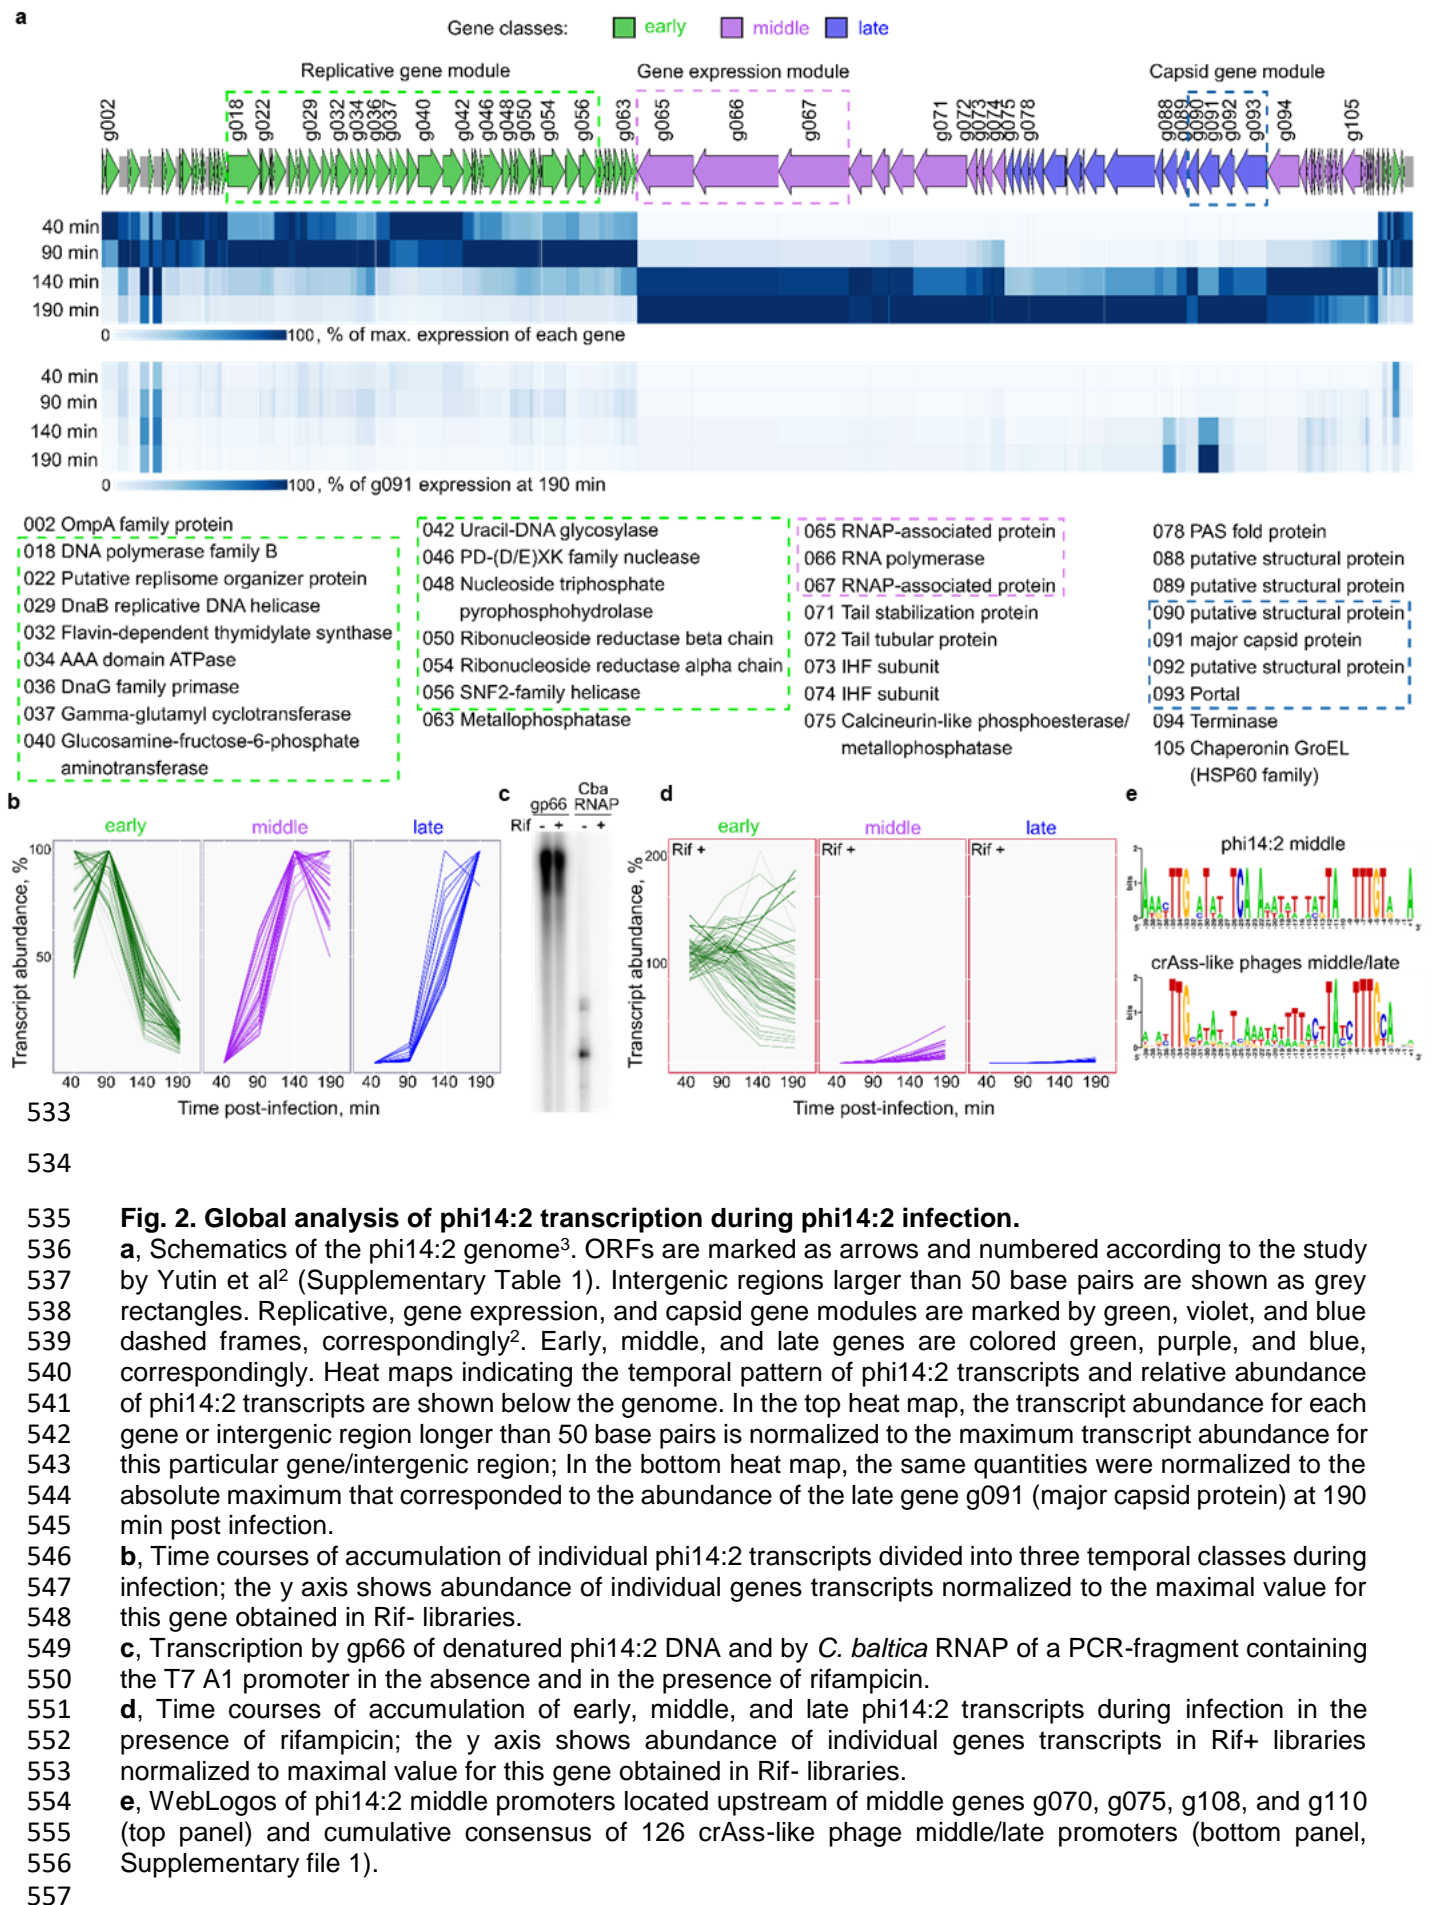 a
Gene classes: early middle late
Replicative gene module Gene expression module Capsid gene module
g002 g018 g022 g029 g032 g034 g036 g037 g040 g042 g046 g048 g050 g054 g056 g063 g065 g066 g067 g071 g072 g073 g074 g075 g078 g088 g089 g090 g091 g092 g093 g094 g105
40 min
90 min
140 min
190 min
0 100, % of max. expression of each gene
40 min
90 min
140 min
190 min
0 100, % of g091 expression at 190 min
002 OmpA family protein
018 DNA polymerase family B
022 Putative replisome organizer protein
029 DnaB replicative DNA helicase
032 Flavin-dependent thymidylate synthase
034 AAA domain ATPase
036 DnaG family primase
037 Gamma-glutamyl cyclotransferase
040 Glucosamine-fructose-6-phosphate
aminotransferase
042 Uracil-DNA glycosylase
046 PD-(D/E)XK family nuclease
048 Nucleoside triphosphate
pyrophosphohydrolase
050 Ribonucleoside reductase beta chain
054 Ribonucleoside reductase alpha chain
056 SNF2-family helicase
063 Metallophosphatase
065 RNAP-associated protein
066 RNA polymerase
067 RNAP-associated protein
071 Tail stabilization protein
072 Tail tubular protein
073 IHF subunit
074 IHF subunit
075 Calcineurin-like phosphoesterase/
metallophosphatase
078 PAS fold protein
088 putative structural protein
089 putative structural protein
090 putative structural protein
091 major capsid protein
092 putative structural protein
093 Portal
094 Terminase
105 Chaperonin GroEL
(HSP60 family)
b
early middle late
Transcript abundance, %
100
50
40 90 140 190 40 90 140 190 40 90 140 190
Time post-infection, min
c
gp66 Cba RNAP
Rif - + - +
d
early middle late
Rif + Rif + Rif +
Transcript abundance, %
200
100
40 90 140 190 40 90 140 190 40 90 140 190
Time post-infection, min
e
phi14:2 middle
bits
crAss-like phages middle/late
bits
533
534
535 Fig. 2. Global analysis of phi14:2 transcription during phi14:2 infection.
536 a, Schematics of the phi14:2 genome3. ORFs are marked as arrows and numbered according to the study
537 by Yutin et al2 (Supplementary Table 1). Intergenic regions larger than 50 base pairs are shown as grey
538 rectangles. Replicative, gene expression, and capsid gene modules are marked by green, violet, and blue
539 dashed frames, correspondingly2. Early, middle, and late genes are colored green, purple, and blue,
540 correspondingly. Heat maps indicating the temporal pattern of phi14:2 transcripts and relative abundance
541 of phi14:2 transcripts are shown below the genome. In the top heat map, the transcript abundance for each
542 gene or intergenic region longer than 50 base pairs is normalized to the maximum transcript abundance for
543 this particular gene/intergenic region; In the bottom heat map, the same quantities were normalized to the
544 absolute maximum that corresponded to the abundance of the late gene g091 (major capsid protein) at 190
545 min post infection.
546 b, Time courses of accumulation of individual phi14:2 transcripts divided into three temporal classes during
547 infection; the y axis shows abundance of individual genes transcripts normalized to the maximal value for
548 this gene obtained in Rif- libraries.
549 c, Transcription by gp66 of denatured phi14:2 DNA and by C. baltica RNAP of a PCR-fragment containing
550 the T7 A1 promoter in the absence and in the presence of rifampicin.
551 d, Time courses of accumulation of early, middle, and late phi14:2 transcripts during infection in the
552 presence of rifampicin; the y axis shows abundance of individual genes transcripts in Rif+ libraries
553 normalized to maximal value for this gene obtained in Rif- libraries.
554 e, WebLogos of phi14:2 middle promoters located upstream of middle genes g070, g075, g108, and g110
555 (top panel) and cumulative consensus of 126 crAss-like phage middle/late promoters (bottom panel,
556 Supplementary file 1).
557